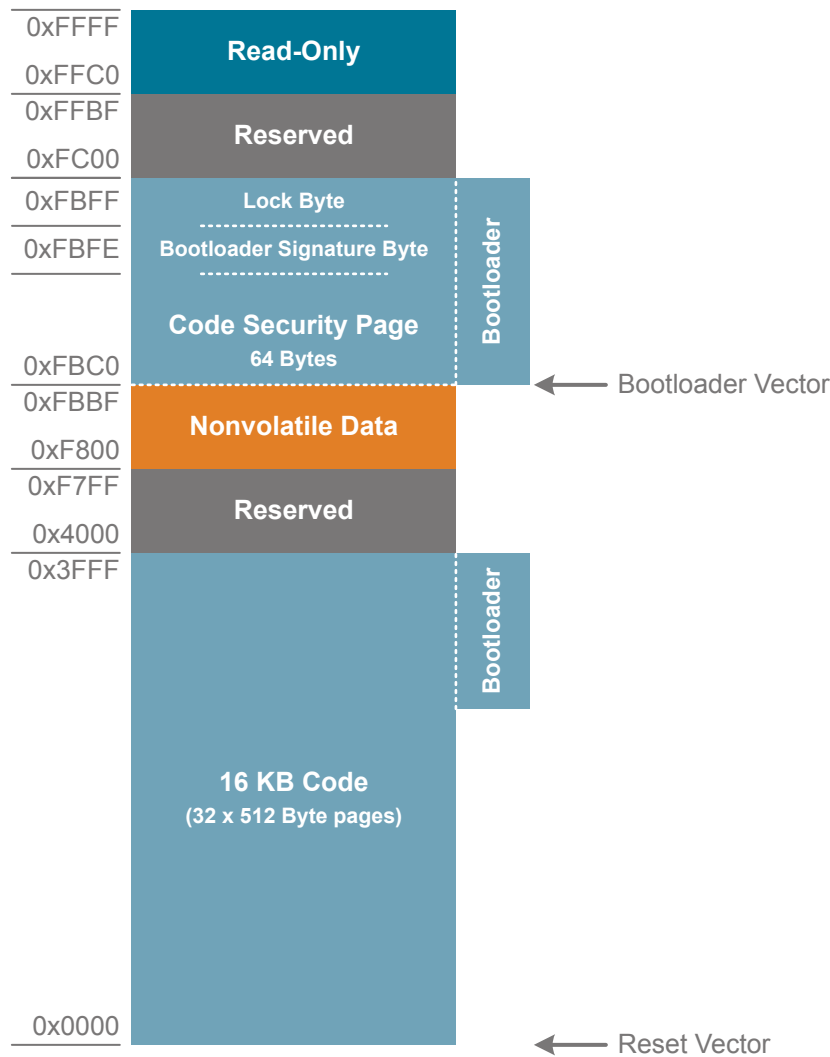 0xFFFF
Read-Only
0xFFC0
0xFFBF
Reserved
0xFC00
0xFBFF
Lock Byte
0xFBFE
Bootloader Signature Byte
Bootloader
Code Security Page
64 Bytes
0xFBC0
Bootloader Vector
0xFBBF
Nonvolatile Data
0xF800
0xF7FF
Reserved
0x4000
0x3FFF
Bootloader
16 KB Code
(32 x 512 Byte pages)
0x0000
Reset Vector